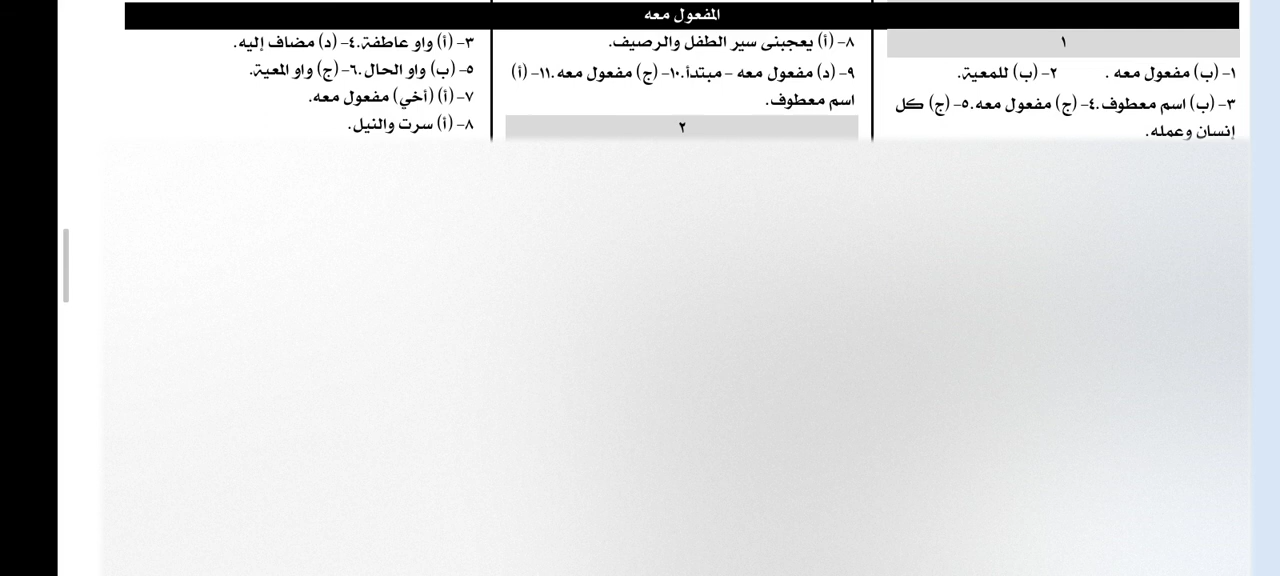 المفعول معه
١
١- (ب) مفعول معه . ٢- (ب) للمعية.
٣- (ب) اسم معطوف.٤- (ج) مفعول معه.٥- (ج) كل
إنسان وعمله.
٨- (أ) يعجبنى سير الطفل والرصيف.
٩- (د) مفعول معه – مبتدأ.١٠- (ج) مفعول معه.١١- (أ)
اسم معطوف.
٢
٣- (أ) واو عاطفة.٤- (د) مضاف إليه.
٥- (ب) واو الحال.٦- (ج) واو المعية.
٧- (أ) (أخي) مفعول معه.
٨- (أ) سرت والنيل.